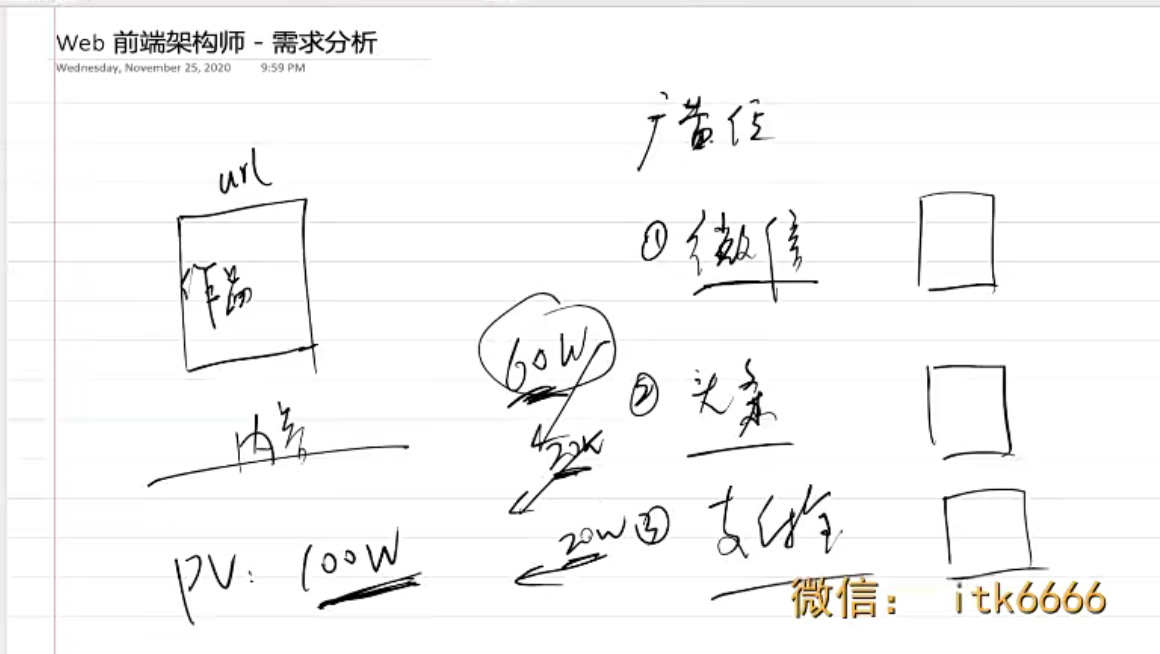 Web 前端架构师 - 需求分析
Wednesday, November 25, 2020 9:59 PM
广告位
url
① 微信
作品
60W
② 头条
内容
20W ③ 支付宝
PV: 100W
微信: itk6666